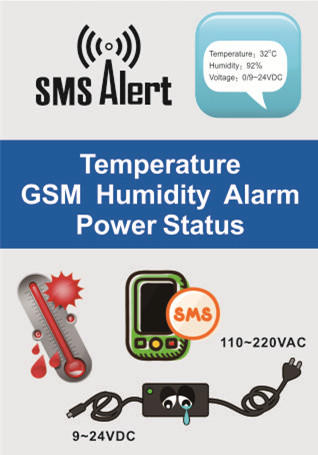 SMS Alert
Temperature: 32°C
Humidity: 92%
Voltage: 0/9~24VDC
Temperature
GSM Humidity Alarm
Power Status
SMS
110~220VAC
9~24VDC